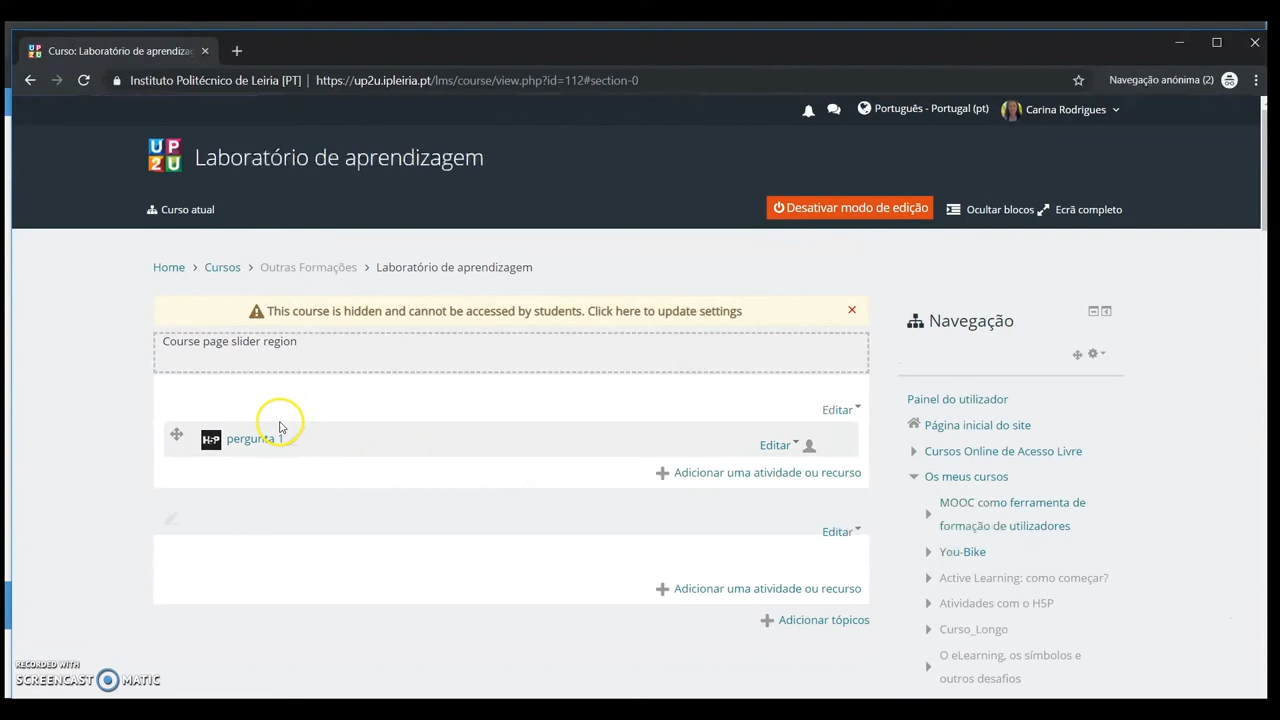 Curso: Laboratório de aprendiza
Instituto Politécnico de Leiria [PT]
https://up2u.ipleiria.pt/lms/course/view.php?id=112#section-0
Navegação anónima (2)
Português - Portugal (pt)
Carina Rodrigues
UP2U
Laboratório de aprendizagem
Curso atual
Desativar modo de edição
Ocultar blocos
Ecrã completo
Home > Cursos > Outras Formações > Laboratório de aprendizagem
This course is hidden and cannot be accessed by students. Click here to update settings
Course page slider region
Editar
H5P
pergunta 1
Editar
Adicionar uma atividade ou recurso
Editar
Adicionar uma atividade ou recurso
Adicionar tópicos
Navegação
Painel do utilizador
Página inicial do site
Cursos Online de Acesso Livre
Os meus cursos
MOOC como ferramenta de
formação de utilizadores
You-Bike
Active Learning: como começar?
Atividades com o H5P
Curso_Longo
O eLearning, os símbolos e
outros desafios
RECORDED WITH
SCREENCAST MATIC